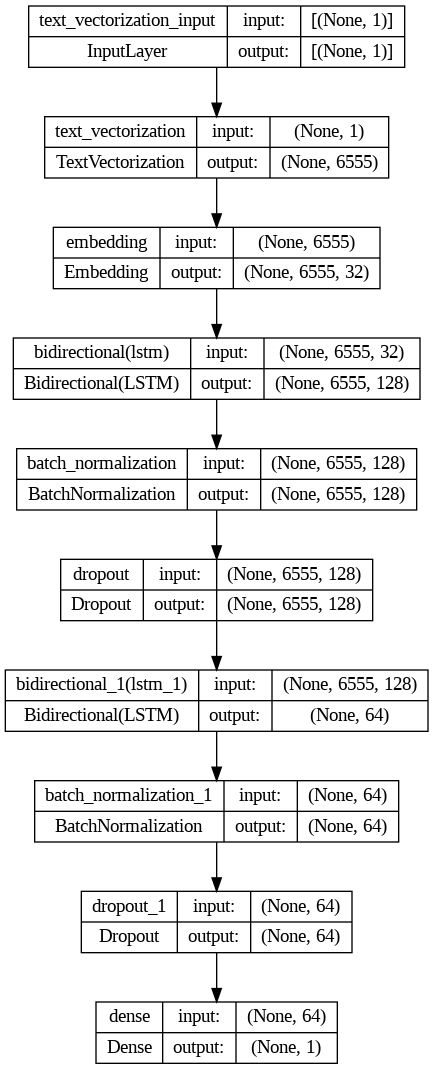 text_vectorization_input input: [(None, 1)]
InputLayer output: [(None, 1)]
text_vectorization input: (None, 1)
TextVectorization output: (None, 6555)
embedding input: (None, 6555)
Embedding output: (None, 6555, 32)
bidirectional(lstm) input: (None, 6555, 32)
Bidirectional(LSTM) output: (None, 6555, 128)
batch_normalization input: (None, 6555, 128)
BatchNormalization output: (None, 6555, 128)
dropout input: (None, 6555, 128)
Dropout output: (None, 6555, 128)
bidirectional_1(lstm_1) input: (None, 6555, 128)
Bidirectional(LSTM) output: (None, 64)
batch_normalization_1 input: (None, 64)
BatchNormalization output: (None, 64)
dropout_1 input: (None, 64)
Dropout output: (None, 64)
dense input: (None, 64)
Dense output: (None, 1)